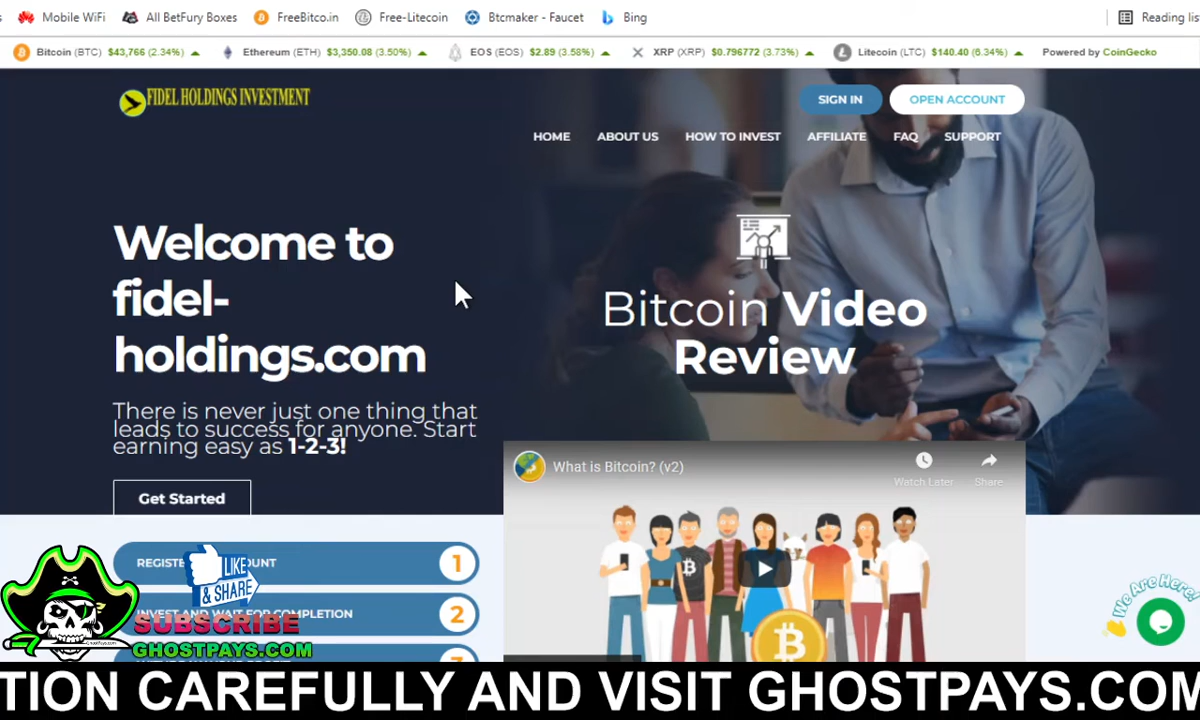 Mobile WiFi All BetFury Boxes FreeBitco.in Free-Litecoin Btcmaker - Faucet Bing Reading lis
Bitcoin (BTC) $43,766 (2.34%) Ethereum (ETH) $3,350.08 (3.50%) EOS (EOS) $2.89 (3.58%) XRP (XRP) $0.796772 (3.73%) Litecoin (LTC) $140.40 (6.34%) Powered by CoinGecko
FIDEL HOLDINGS INVESTMENT
SIGN IN OPEN ACCOUNT
HOME ABOUT US HOW TO INVEST AFFILIATE FAQ SUPPORT
Welcome to
fidel-
holdings.com
There is never just one thing that
leads to success for anyone. Start
earning easy as 1-2-3!
Get Started
Bitcoin Video
Review
What is Bitcoin? (v2)
Watch Later Share
1
INVEST AND WAIT FOR COMPLETION 2
LIKE
& SHARE
SUBSCRIBE
GHOSTPAYS.COM
We Are Here!
TION CAREFULLY AND VISIT GHOSTPAYS.COM